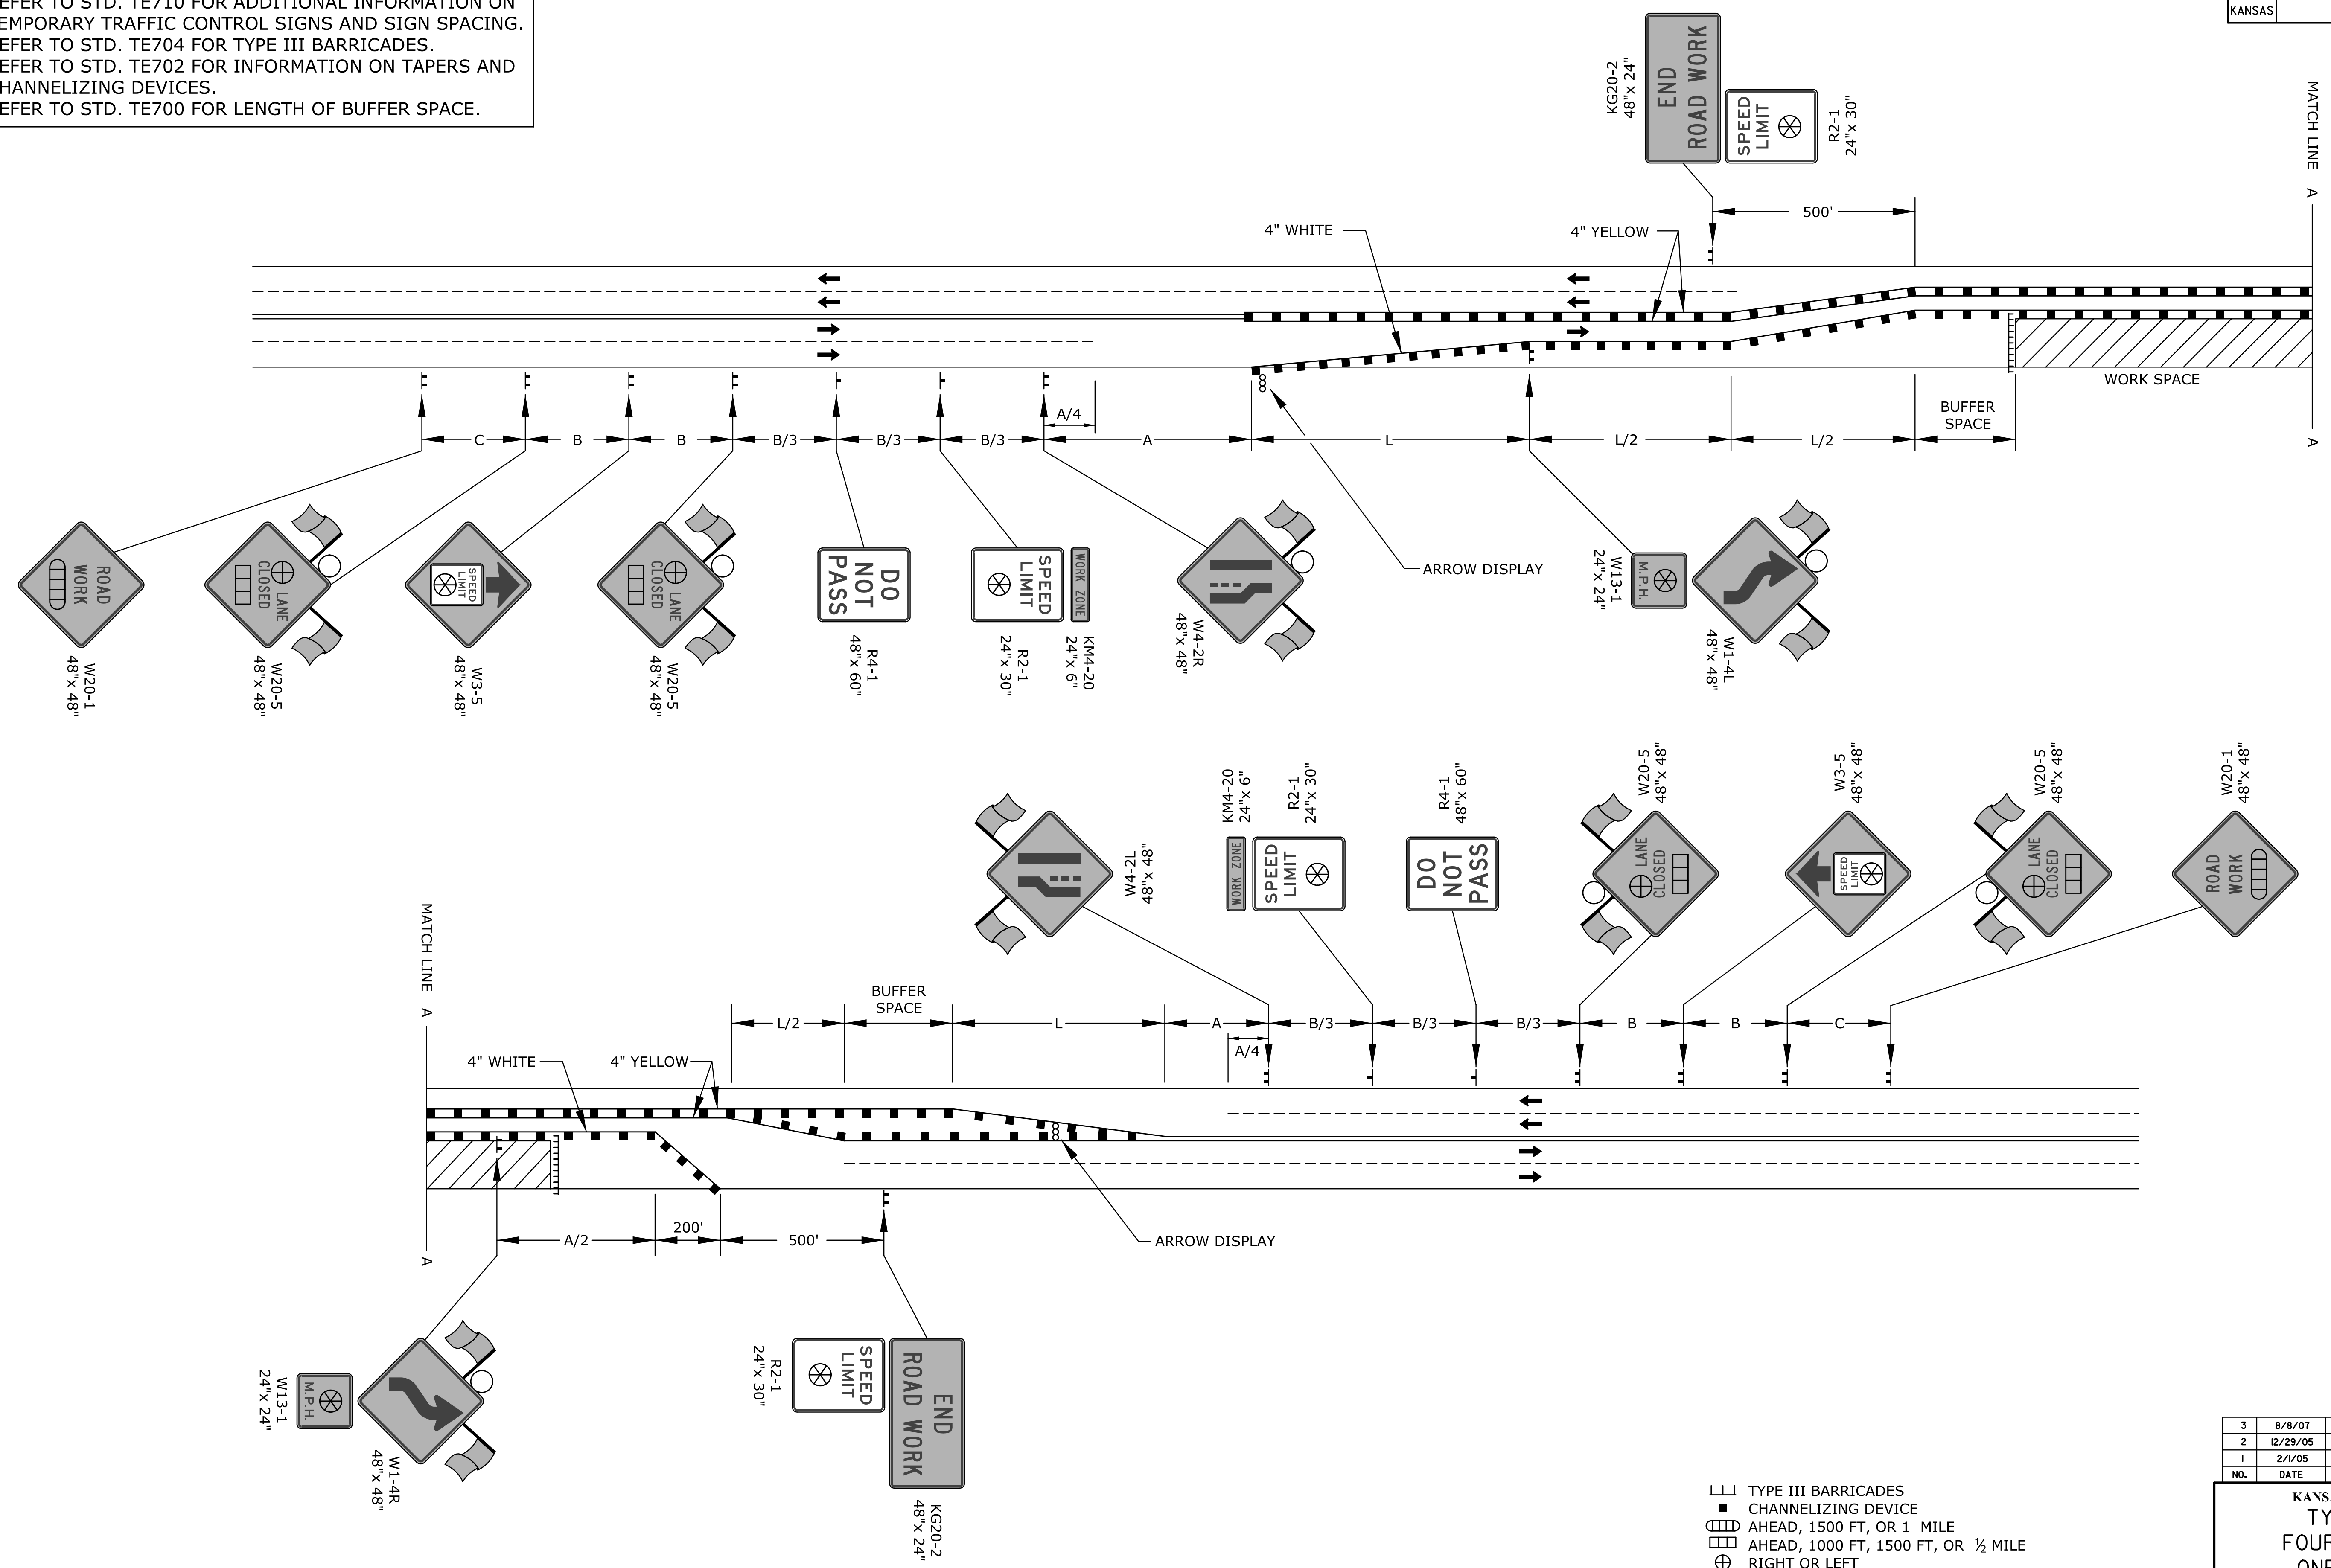 EFER TO STD. TE710 FOR ADDITIONAL INFORMATION ON
EMPORARY TRAFFIC CONTROL SIGNS AND SIGN SPACING.
EFER TO STD. TE704 FOR TYPE III BARRICADES.
EFER TO STD. TE702 FOR INFORMATION ON TAPERS AND
HANNELIZING DEVICES.
EFER TO STD. TE700 FOR LENGTH OF BUFFER SPACE.
KANSAS
KG20-2
48"x 24"
END
ROAD WORK
SPEED
LIMIT
R2-1
24"x 30"
MATCH LINE A
500'
4" WHITE
4" YELLOW
WORK SPACE
BUFFER
SPACE
A/4
C
B
B
B/3
B/3
B/3
A
L
L/2
L/2
A
ARROW DISPLAY
ROAD
WORK
W20-1
48"x 48"
LANE
CLOSED
W20-5
48"x 48"
SPEED
LIMIT
W3-5
48"x 48"
LANE
CLOSED
W20-5
48"x 48"
DO
NOT
PASS
R4-1
48"x 60"
WORK ZONE
SPEED
LIMIT
R2-1
24"x 30"
KM4-20
24"x 6"
W4-2R
48"x 48"
W13-1
24"x 24"
M.P.H.
W1-4L
48"x 48"
W4-2L
48"x 48"
KM4-20
24"x 6"
WORK ZONE
R2-1
24"x 30"
SPEED
LIMIT
R4-1
48"x 60"
DO
NOT
PASS
W20-5
48"x 48"
LANE
CLOSED
W3-5
48"x 48"
SPEED
LIMIT
W20-5
48"x 48"
LANE
CLOSED
W20-1
48"x 48"
ROAD
WORK
MATCH LINE A
BUFFER
SPACE
L/2
L
A
B/3
B/3
B/3
B
B
C
A/4
4" WHITE
4" YELLOW
200'
A/2
500'
ARROW DISPLAY
A
W13-1
24"x 24"
M.P.H.
W1-4R
48"x 48"
R2-1
24"x 30"
SPEED
LIMIT
END
ROAD WORK
KG20-2
48"x 24"
TYPE III BARRICADES
CHANNELIZING DEVICE
AHEAD, 1500 FT, OR 1 MILE
AHEAD, 1000 FT, 1500 FT, OR ½ MILE
RIGHT OR LEFT
3 8/8/07
2 12/29/05
1 2/1/05
NO. DATE
KANS
TY
FOUR
ONE